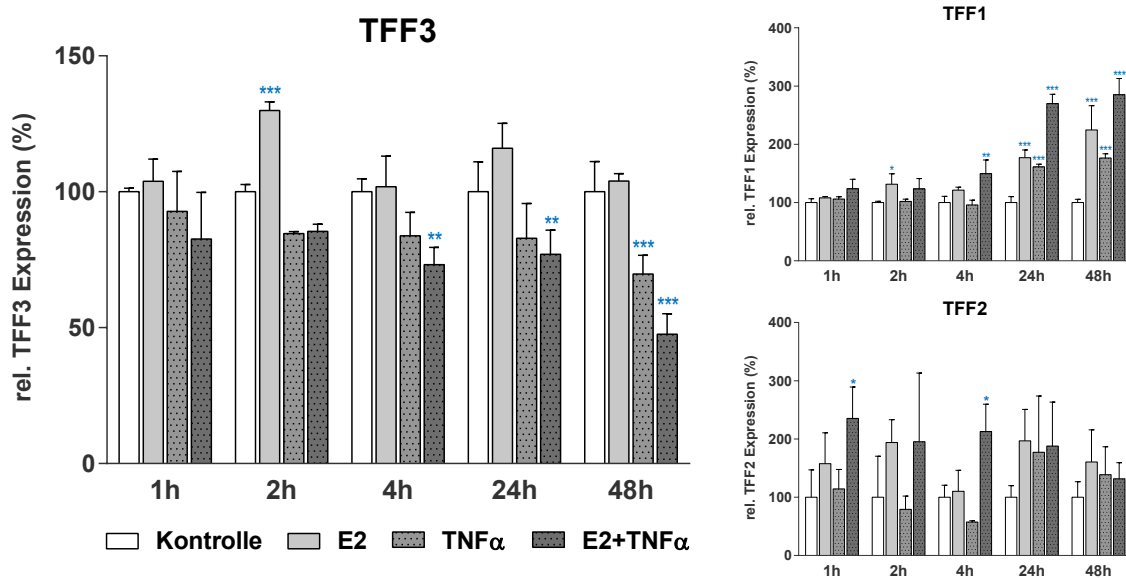 TFF3
rel. TFF3 Expression (%)
150
100
50
0
***
**
**
***
***
1h 2h 4h 24h 48h
Kontrolle E2 TNFα E2+TNFα
TFF1
rel. TFF1 Expression (%)
400
300
200
100
0
*
**
***
***
***
***
***
***
1h 2h 4h 24h 48h
TFF2
rel. TFF2 Expression (%)
400
300
200
100
0
*
*
1h 2h 4h 24h 48h